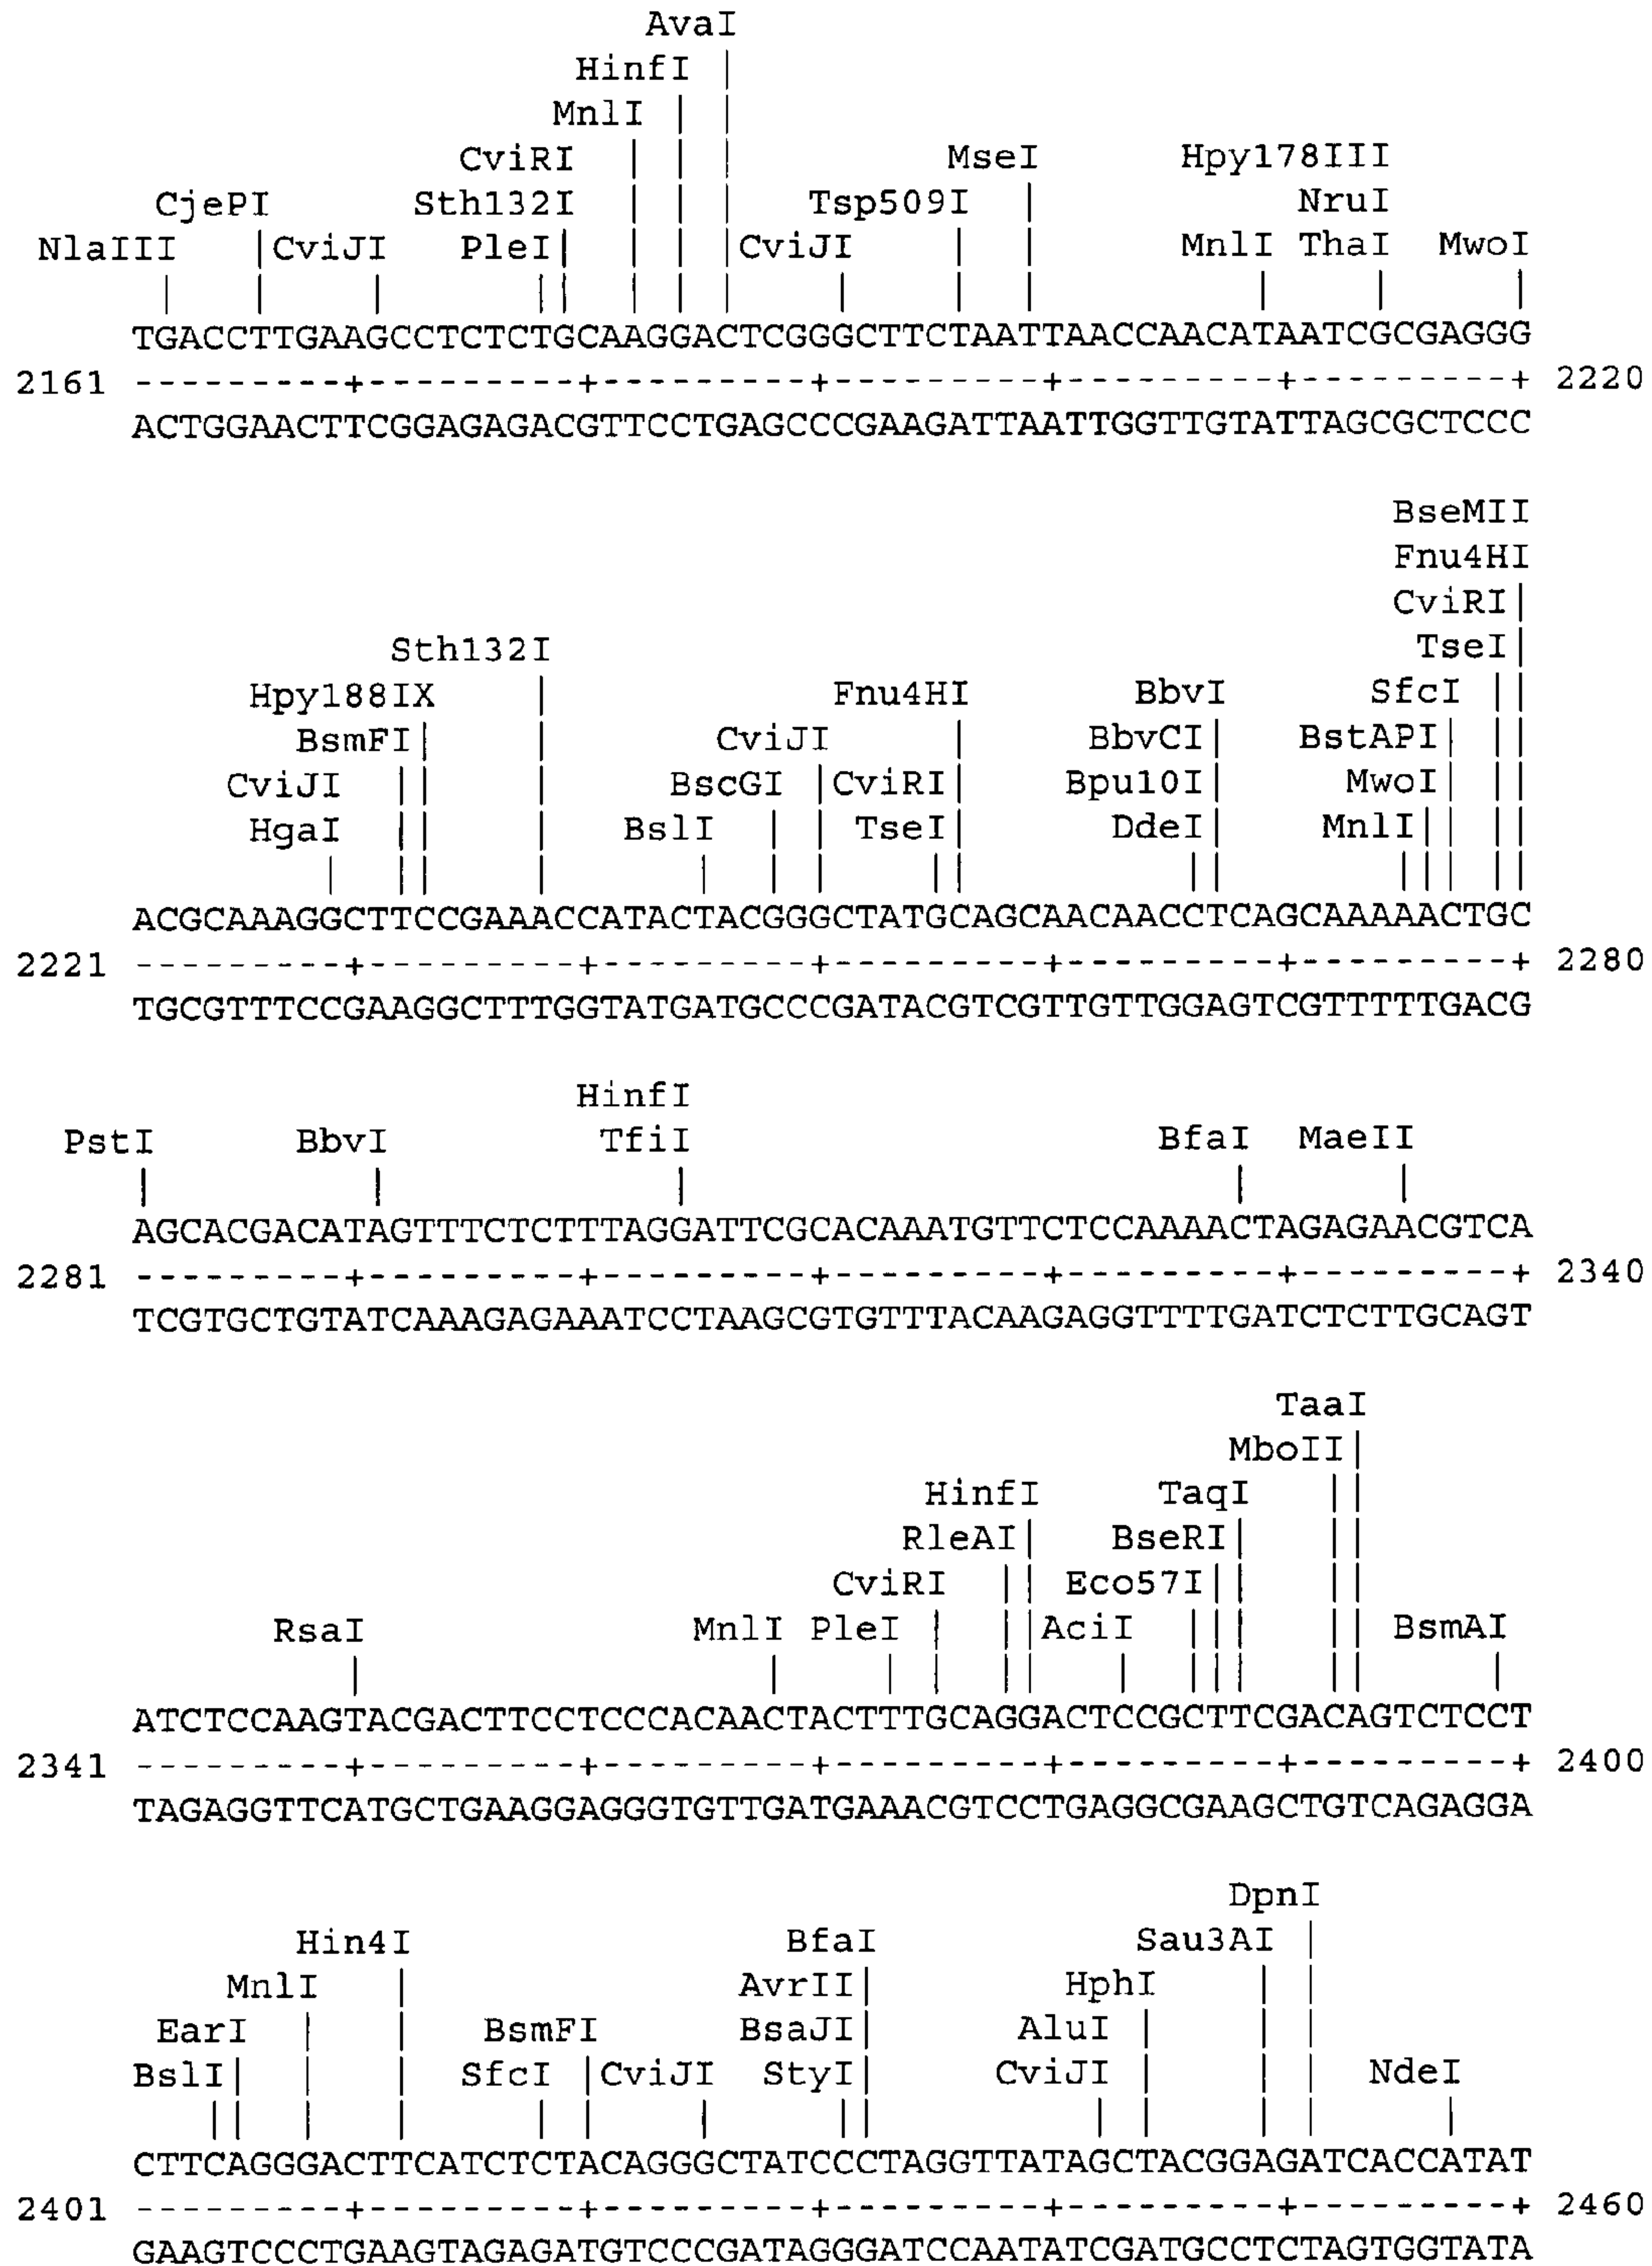 AvaI
HinfI |
MnlI | |
CviRI | | | MseI Hpy178III
CjePI Sth132I | | | Tsp509I | NruI
NlaIII |CviJI PleI| | | |CviJI | | MnlI ThaI MwoI
| | | || | | | | | | | | |
TGACCTTGAAGCCTCTCTGCAAGGACTCGGGCTTCTAATTAACCAACATAATCGCGAGGG
2161 ---------+---------+---------+---------+---------+---------+ 2220
ACTGGAACTTCGGAGAGACGTTCCTGAGCCCGAAGATTAATTGGTTGTATTAGCGCTCCC
BseMII
Fnu4HI
CviRI|
Sth132I TseI|
Hpy188IX | Fnu4HI BbvI SfcI ||
BsmFI| | CviJI | BbvCI| BstAPI| ||
CviJI || | BscGI |CviRI| Bpu10I| MwoI| ||
HgaI || | BslI | | TseI| DdeI| MnlI|| ||
| || | | | | || || ||| ||
ACGCAAAGGCTTCCGAAACCATACTACGGGCTATGCAGCAACAACCTCAGCAAAAACTGC
2221 ---------+---------+---------+---------+---------+---------+ 2280
TGCGTTTCCGAAGGCTTTGGTATGATGCCCGATACGTCGTTGTTGGAGTCGTTTTTGACG
HinfI
PstI BbvI TfiI BfaI MaeII
| | | | |
AGCACGACATAGTTTCTCTTTAGGATTCGCACAAATGTTCTCCAAAACTAGAGAACGTCA
2281 ---------+---------+---------+---------+---------+---------+ 2340
TCGTGCTGTATCAAAGAGAAATCCTAAGCGTGTTTACAAGAGGTTTTGATCTCTTGCAGT
TaaI
MboII|
HinfI TaqI ||
RleAI| BseRI| ||
CviRI || Eco57I|| ||
RsaI MnlI PleI | ||AciI ||| || BsmAI
| | | | || | ||| || |
ATCTCCAAGTACGACTTCCTCCCACAACTACTTTGCAGGACTCCGCTTCGACAGTCTCCT
2341 ---------+---------+---------+---------+---------+---------+ 2400
TAGAGGTTCATGCTGAAGGAGGGTGTTGATGAAACGTCCTGAGGCGAAGCTGTCAGAGGA
DpnI
Hin4I BfaI Sau3AI |
MnlI | AvrII| HphI | |
EarI | | BsmFI BsaJI| AluI | | |
BslI| | | SfcI |CviJI StyI| CviJI | | | NdeI
|| | | | | | || | | | | |
CTTCAGGGACTTCATCTCTACAGGGCTATCCCTAGGTTATAGCTACGGAGATCACCATAT
2401 ---------+---------+---------+---------+---------+---------+ 2460
GAAGTCCCTGAAGTAGAGATGTCCCGATAGGGATCCAATATCGATGCCTCTAGTGGTATA